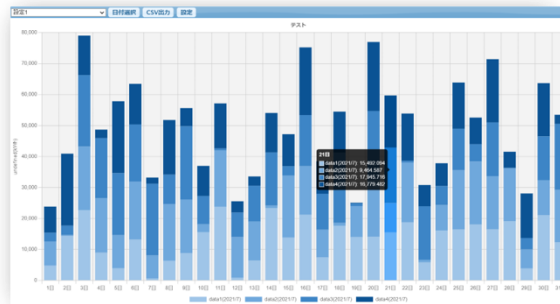 設定1 日付選択 CSV出力 設定
テスト
80,000
70,000
60,000
50,000
40,000
30,000
20,000
10,000
0
21日
data1(2021/7) 15,492.064
data2(2021/7) 9,464.587
data3(2021/7) 17,945.716
data4(2021/7) 16,779.482
1日 2日 3日 4日 5日 6日 7日 8日 9日 10日 11日 12日 13日 14日 15日 16日 17日 18日 19日 20日 21日 22日 23日 24日 25日 26日 27日 28日 29日 30日
data1(2021/7) data2(2021/7) data3(2021/7) data4(2021/7)